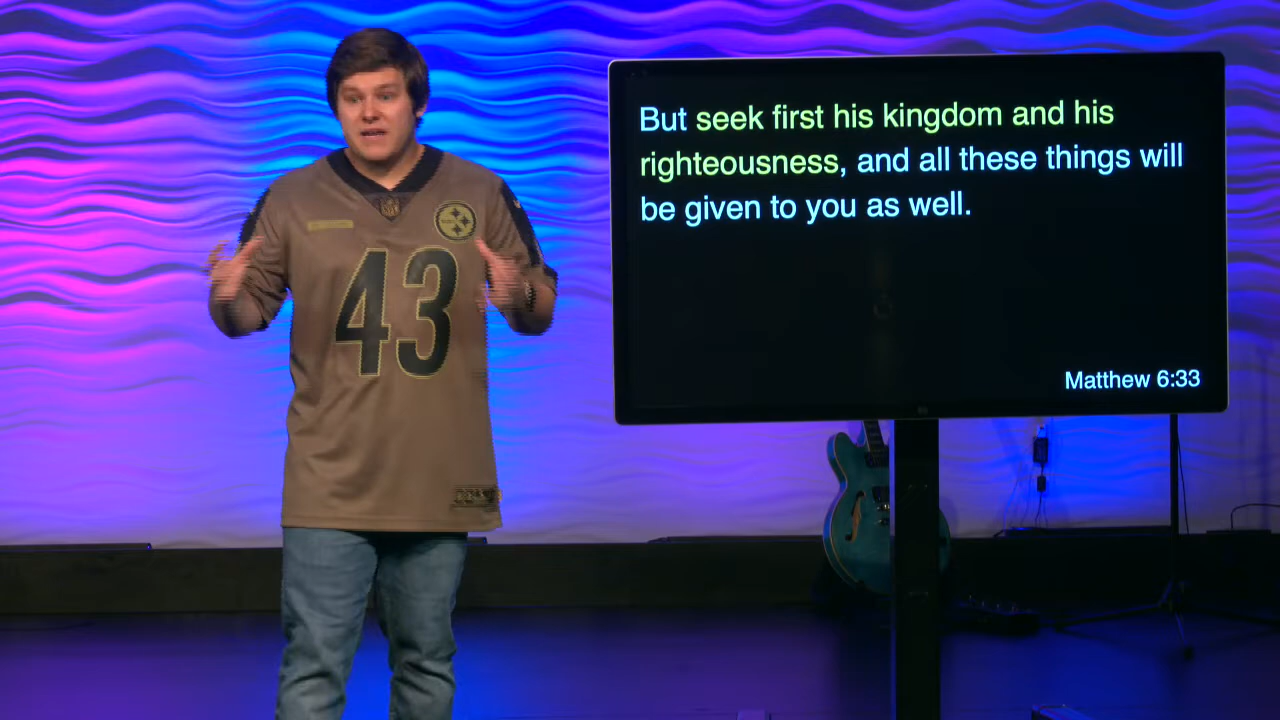 But seek first his kingdom and his
righteousness, and all these things will
be given to you as well.
Matthew 6:33
43